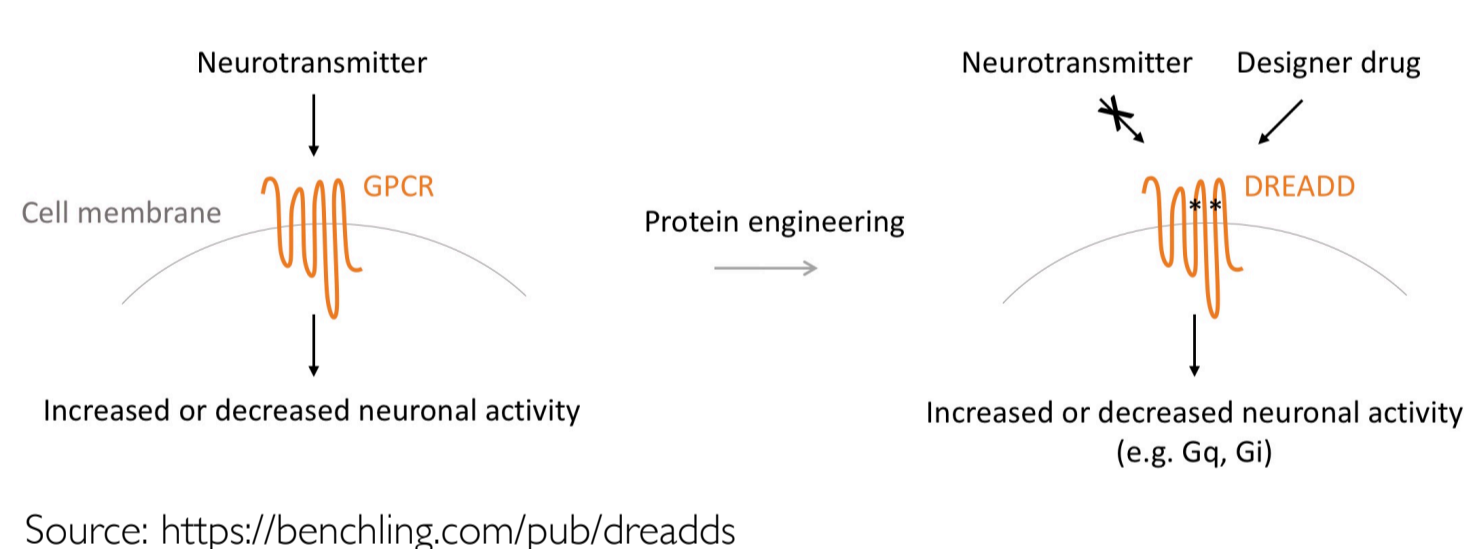 Neurotransmitter
GPCR
Cell membrane
Increased or decreased neuronal activity
Protein engineering
Neurotransmitter
Designer drug
DREADD
* *
Increased or decreased neuronal activity
(e.g. Gq, Gi)
Source: https://benchling.com/pub/dreadds